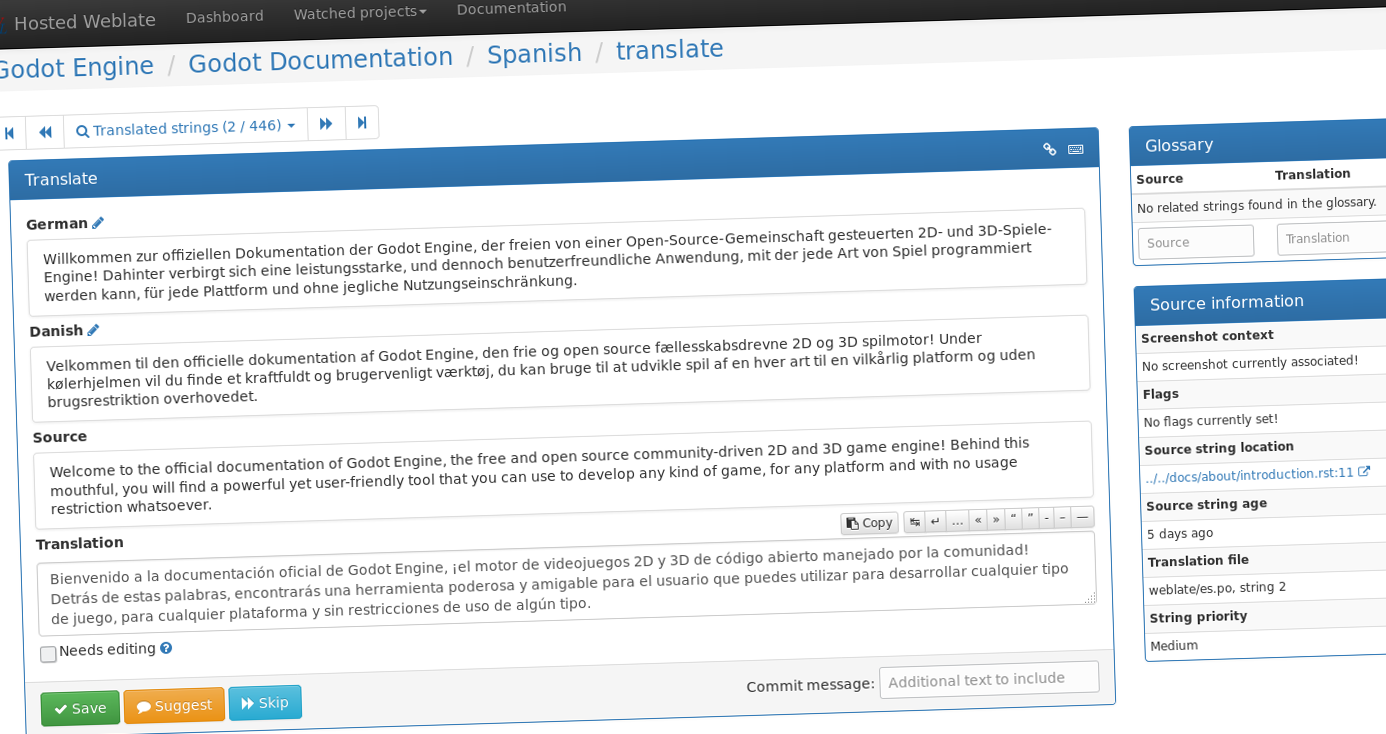 Hosted Weblate Dashboard Watched projects Documentation
Godot Engine / Godot Documentation / Spanish / translate
Translated strings (2 / 446)
Translate
German
Willkommen zur offiziellen Dokumentation der Godot Engine, der freien von einer Open-Source-Gemeinschaft gesteuerten 2D- und 3D-Spiele-
Engine! Dahinter verbirgt sich eine leistungsstarke, und dennoch benutzerfreundliche Anwendung, mit der jede Art von Spiel programmiert
werden kann, für jede Plattform und ohne jegliche Nutzungseinschränkung.
Danish
Velkommen til den officielle dokumentation af Godot Engine, den frie og open source fællesskabsdrevne 2D og 3D spilmotor! Under
kølerhjelmen vil du finde et kraftfuldt og brugervenligt værktøj, du kan bruge til at udvikle spil af en hver art til en vilkårlig platform og uden
brugsrestriktion overhovedet.
Source
Welcome to the official documentation of Godot Engine, the free and open source community-driven 2D and 3D game engine! Behind this
mouthful, you will find a powerful yet user-friendly tool that you can use to develop any kind of game, for any platform and with no usage
restriction whatsoever.
Copy ↹ ↵ … « » “ ” - – —
Translation
Bienvenido a la documentación oficial de Godot Engine, ¡el motor de videojuegos 2D y 3D de código abierto manejado por la comunidad!
Detrás de estas palabras, encontrarás una herramienta poderosa y amigable para el usuario que puedes utilizar para desarrollar cualquier tipo
de juego, para cualquier plataforma y sin restricciones de uso de algún tipo.
Needs editing
Save Suggest Skip
Commit message: Additional text to include
Glossary
Source Translation
No related strings found in the glossary.
Source Translation
Source information
Screenshot context
No screenshot currently associated!
Flags
No flags currently set!
Source string location
../../docs/about/introduction.rst:11
Source string age
5 days ago
Translation file
weblate/es.po, string 2
String priority
Medium